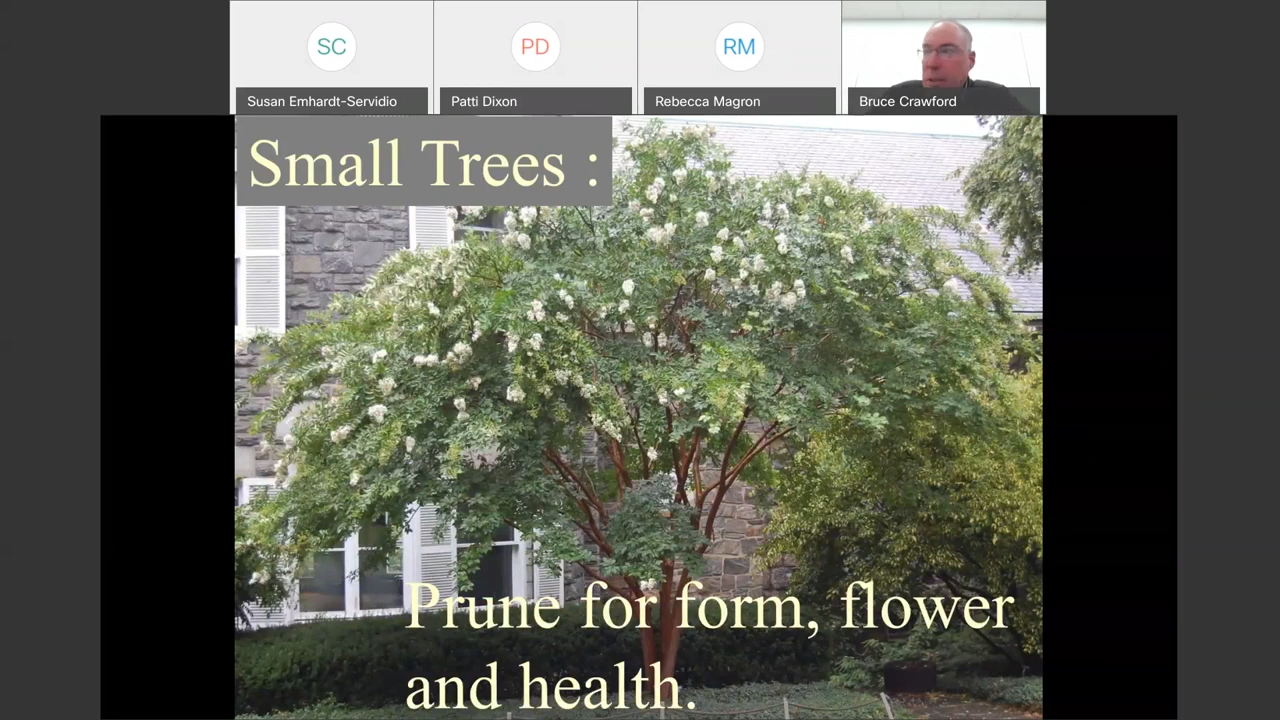 SC
PD
RM
Susan Emhardt-Servidio
Patti Dixon
Rebecca Magron
Bruce Crawford
Small Trees :
Prune for form, flower
and health.